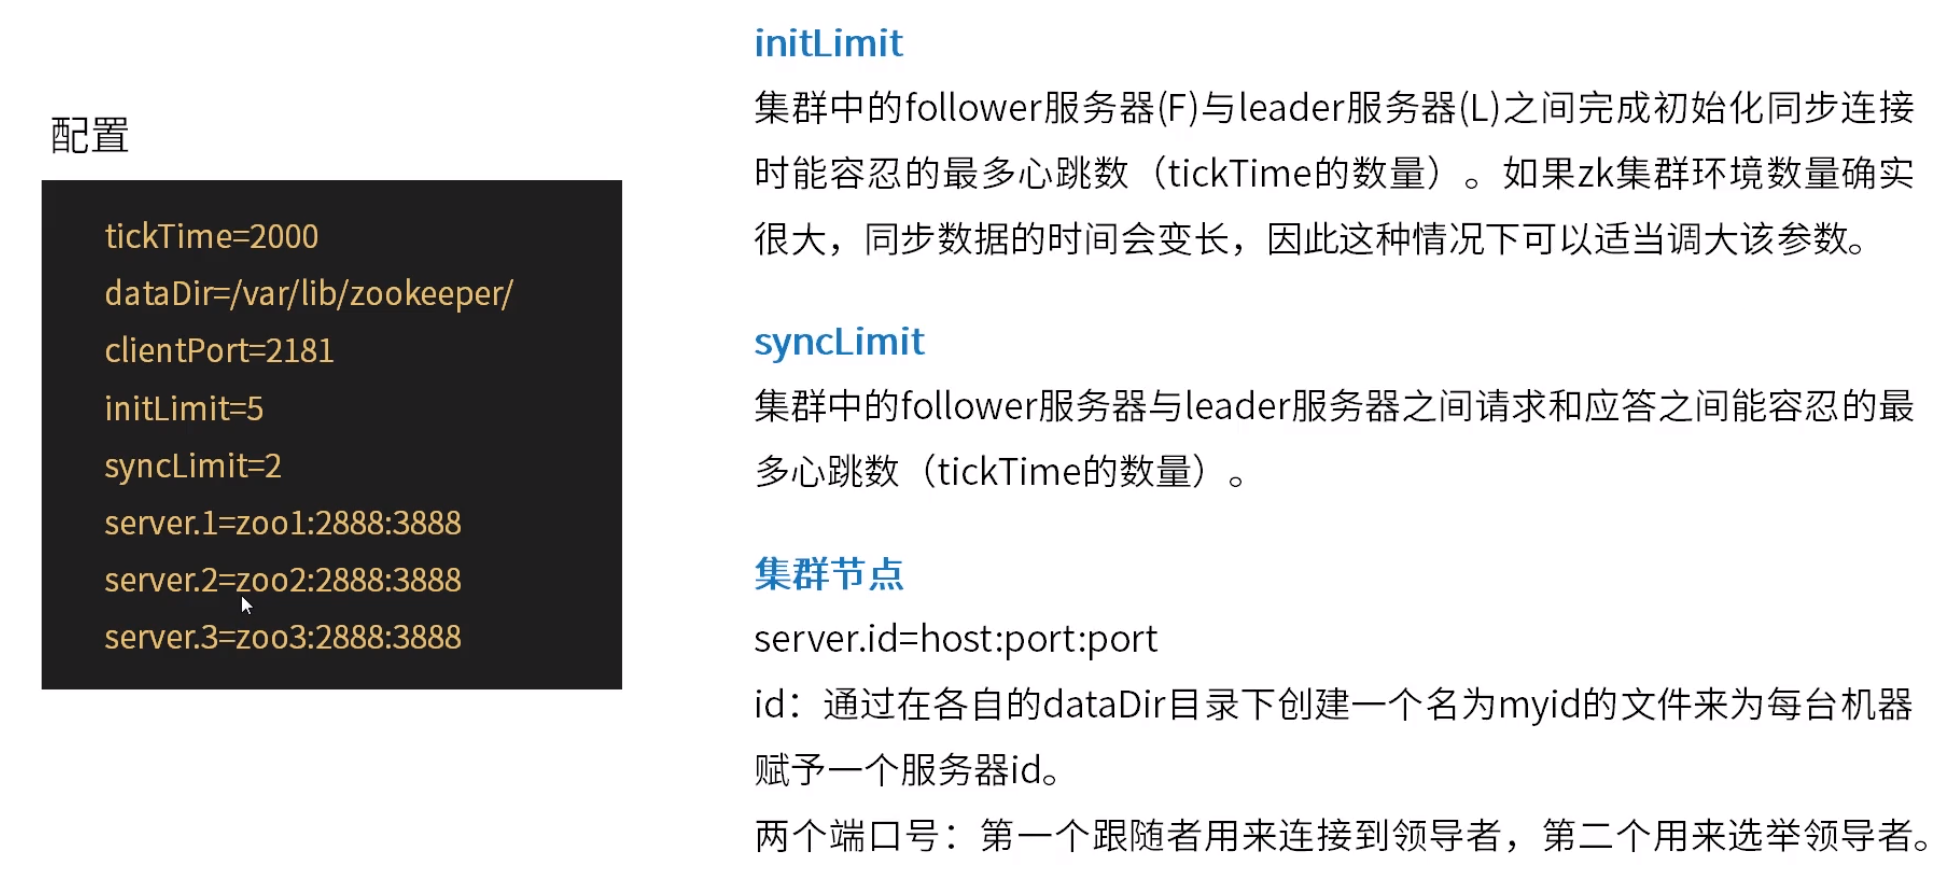 配置
tickTime=2000
dataDir=/var/lib/zookeeper/
clientPort=2181
initLimit=5
syncLimit=2
server.1=zoo1:2888:3888
server.2=zoo2:2888:3888
server.3=zoo3:2888:3888
initLimit
集群中的follower服务器(F)与leader服务器(L)之间完成初始化同步连接
时能容忍的最多心跳数（tickTime的数量）。如果zk集群环境数量确实
很大，同步数据的时间会变长，因此这种情况下可以适当调大该参数。
syncLimit
集群中的follower服务器与leader服务器之间请求和应答之间能容忍的最
多心跳数（tickTime的数量）。
集群节点
server.id=host:port:port
id：通过在各自的dataDir目录下创建一个名为myid的文件来为每台机器
赋予一个服务器id。
两个端口号：第一个跟随者用来连接到领导者，第二个用来选举领导者。